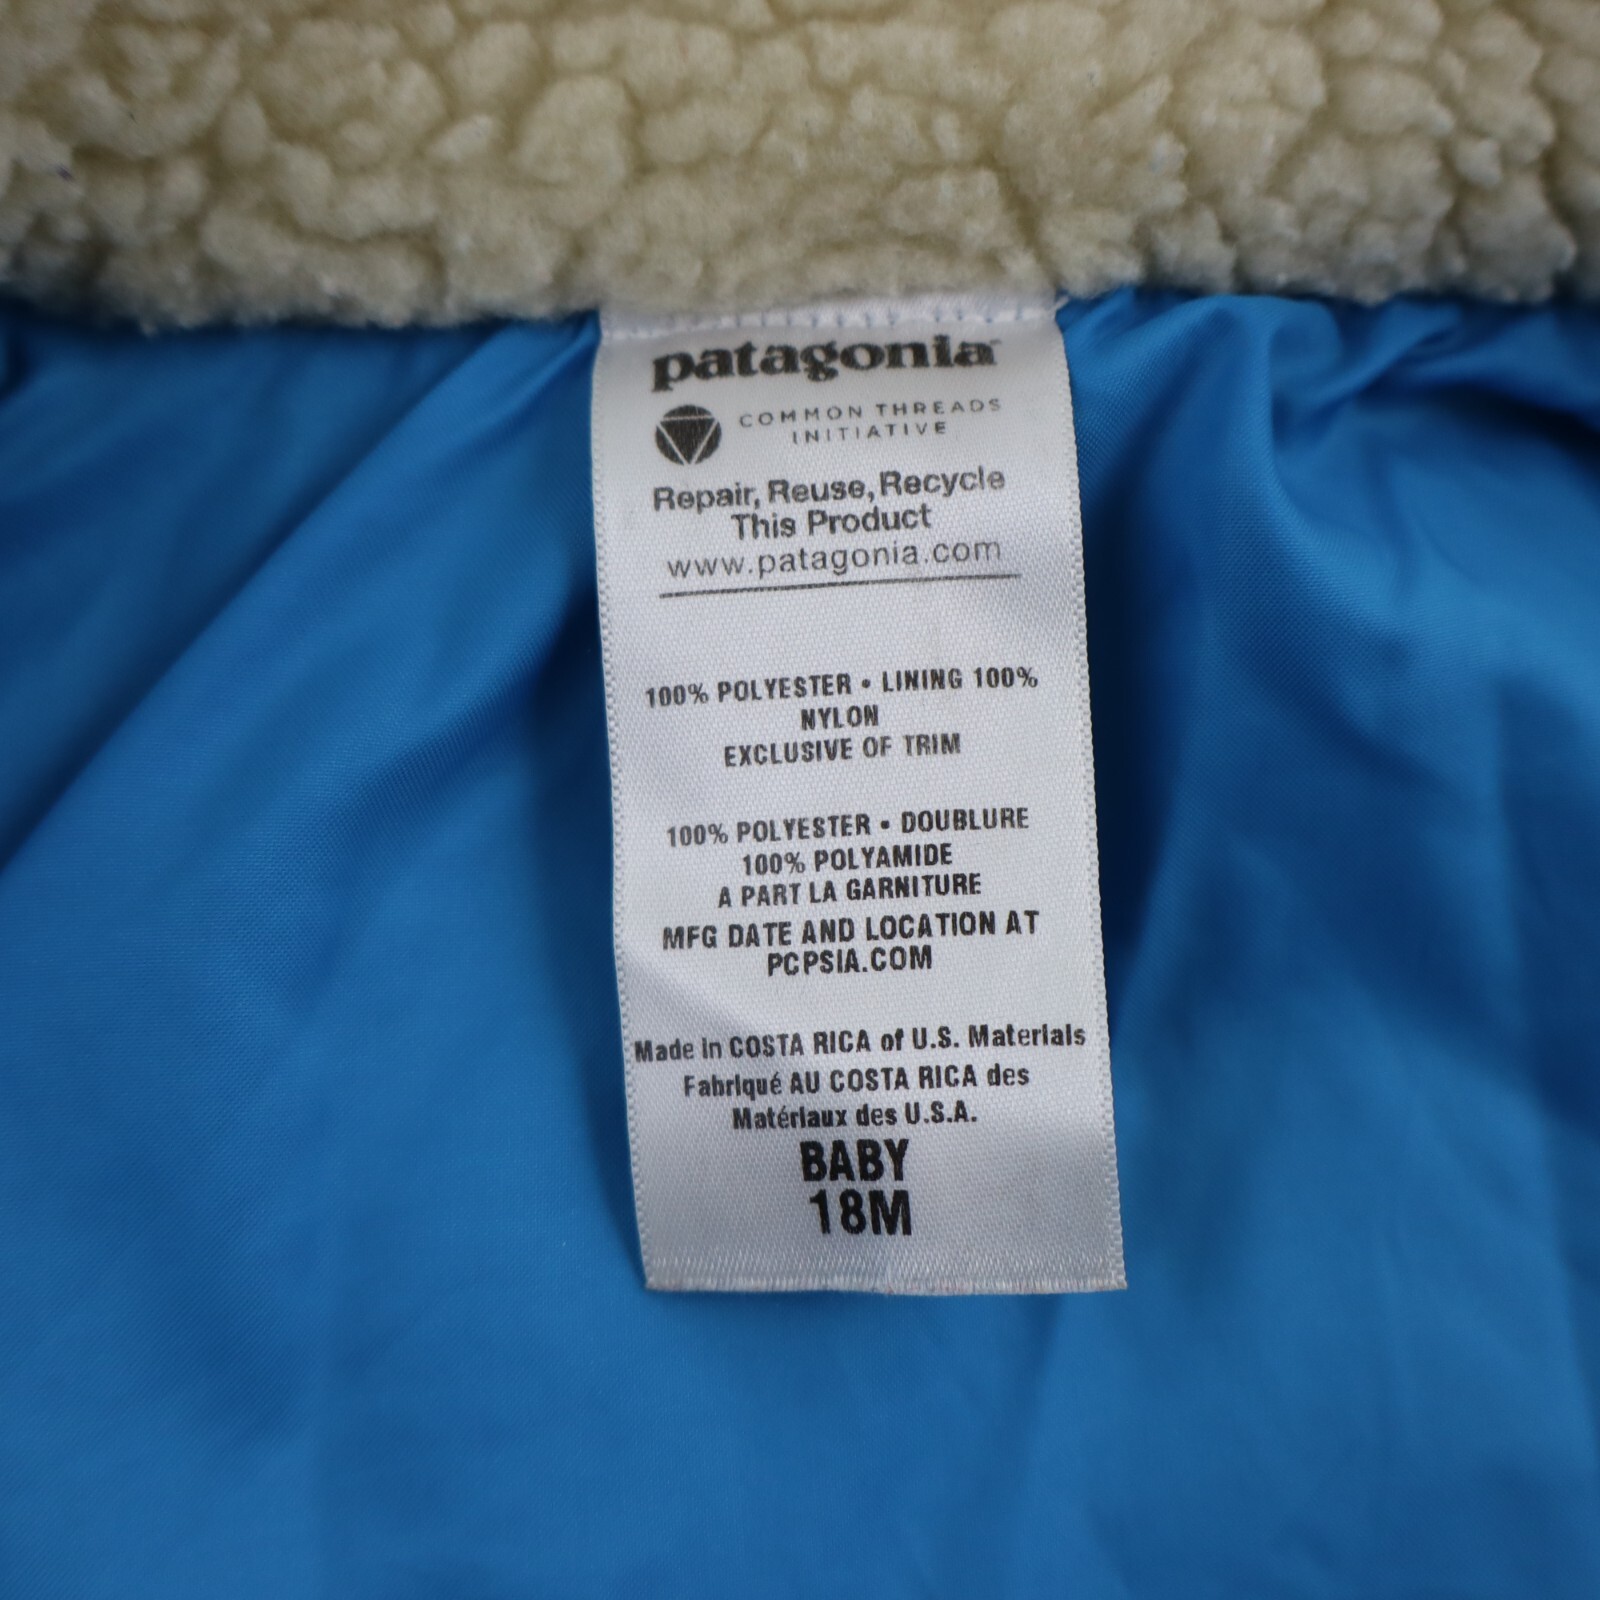 patagonia
COMMON THREADS
INITIATIVE
Repair, Reuse, Recycle
This Product
www.patagonia.com
100% POLYESTER • LINING 100%
NYLON
EXCLUSIVE OF TRIM
100% POLYESTER • DOUBLURE
100% POLYAMIDE
A PART LA GARNITURE
MFG DATE AND LOCATION AT
PCPSIA.COM
Made in COSTA RICA of U.S. Materials
Fabriqué AU COSTA RICA des
Matériaux des U.S.A.
BABY
18M